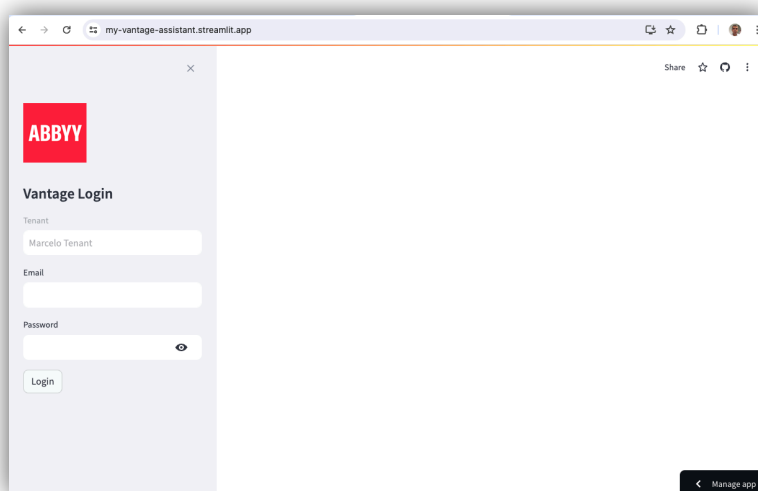 my-vantage-assistant.streamlit.app
Share
ABBYY
Vantage Login
Tenant
Marcelo Tenant
Email
Password
Login
Manage app